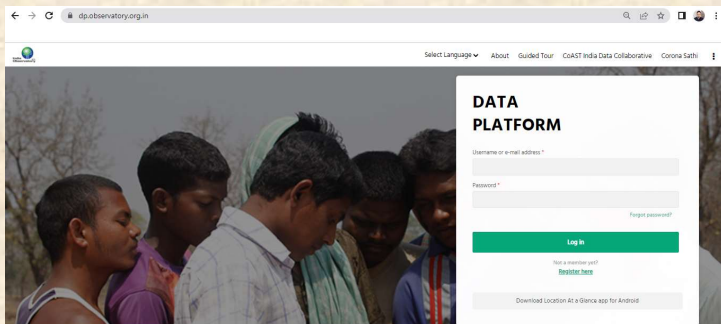 dp.observatory.org.in
Select Language About Guided Tour CoAST India Data Collaborative Corona Sathi
DATA
PLATFORM
Username or e-mail address *
Password *
Forgot password?
Log in
Not a member yet?
Register here
Download Location At a Glance app for Android